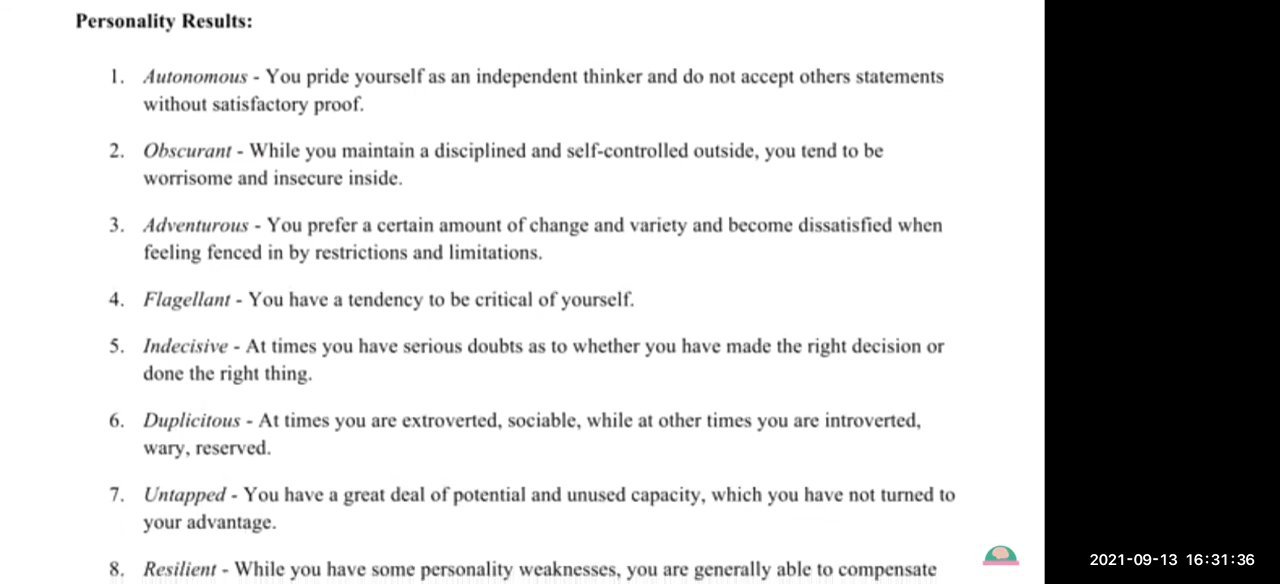 Personality Results:
1. Autonomous - You pride yourself as an independent thinker and do not accept others statements
without satisfactory proof.
2. Obscurant - While you maintain a disciplined and self-controlled outside, you tend to be
worrisome and insecure inside.
3. Adventurous - You prefer a certain amount of change and variety and become dissatisfied when
feeling fenced in by restrictions and limitations.
4. Flagellant - You have a tendency to be critical of yourself.
5. Indecisive - At times you have serious doubts as to whether you have made the right decision or
done the right thing.
6. Duplicitous - At times you are extroverted, sociable, while at other times you are introverted,
wary, reserved.
7. Untapped - You have a great deal of potential and unused capacity, which you have not turned to
your advantage.
8. Resilient - While you have some personality weaknesses, you are generally able to compensate
2021-09-13 16:31:36